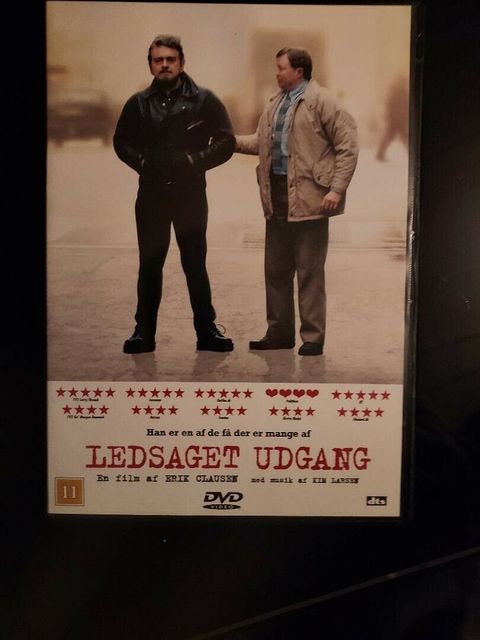 Han er en af de få der er mange af
LEDSAGET UDGANG
En film af ERIK CLAUSEN med musik af KIM LARSEN
11
DVD
VIDEO
dts